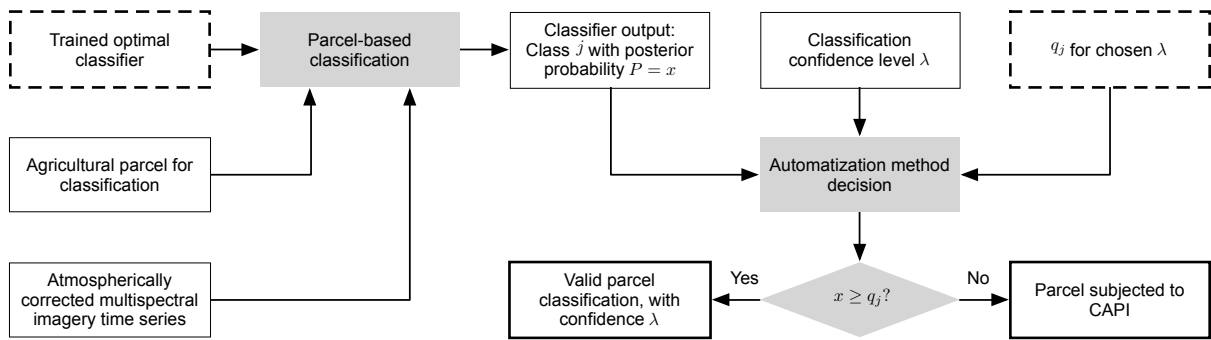 Trained optimal
classifier
Parcel-based
classification
Classifier output:
Class j with posterior
probability P = x
Classification
confidence level λ
q_j for chosen λ
Agricultural parcel for
classification
Automatization method
decision
Atmospherically
corrected multispectral
imagery time series
Valid parcel
classification, with
confidence λ
Yes
x ≥ q_j?
No
Parcel subjected to
CAPI